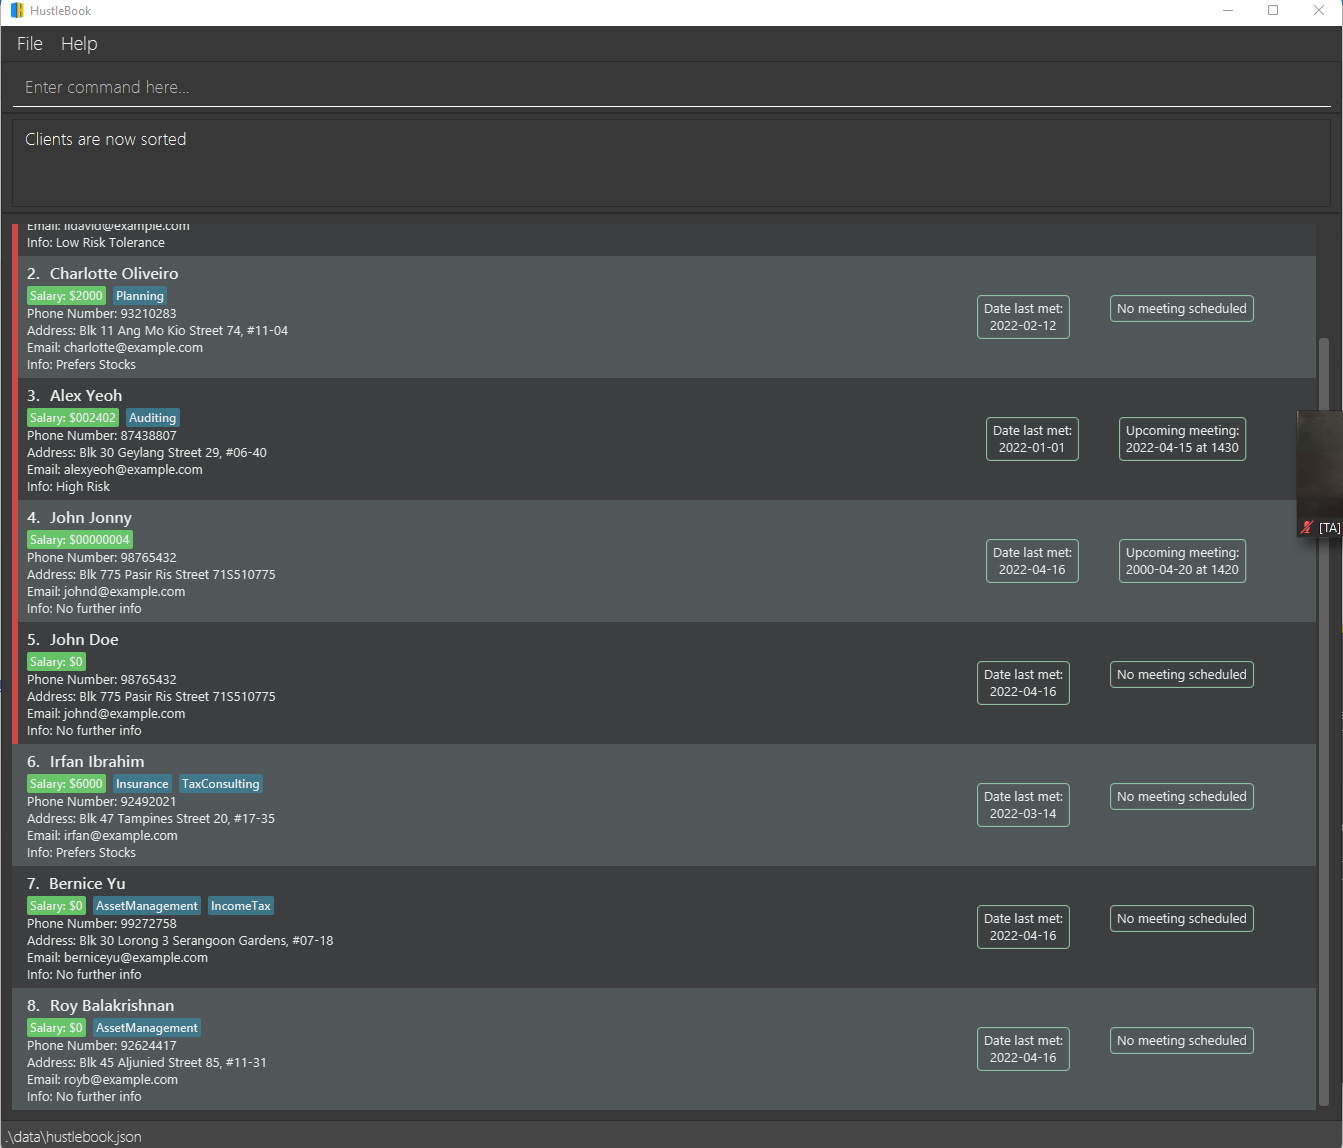 HustleBook
File Help
Enter command here...
Clients are now sorted
Email: lidavid@example.com
Info: Low Risk Tolerance
2. Charlotte Oliveiro
Salary: $2000 Planning
Phone Number: 93210283
Address: Blk 11 Ang Mo Kio Street 74, #11-04
Email: charlotte@example.com
Info: Prefers Stocks
Date last met:
2022-02-12
No meeting scheduled
3. Alex Yeoh
Salary: $002402 Auditing
Phone Number: 87438807
Address: Blk 30 Geylang Street 29, #06-40
Email: alexyeoh@example.com
Info: High Risk
Date last met:
2022-01-01
Upcoming meeting:
2022-04-15 at 1430
[TA]
4. John Jonny
Salary: $00000004
Phone Number: 98765432
Address: Blk 775 Pasir Ris Street 71S510775
Email: johnd@example.com
Info: No further info
Date last met:
2022-04-16
Upcoming meeting:
2000-04-20 at 1420
5. John Doe
Salary: $0
Phone Number: 98765432
Address: Blk 775 Pasir Ris Street 71S510775
Email: johnd@example.com
Info: No further info
Date last met:
2022-04-16
No meeting scheduled
6. Irfan Ibrahim
Salary: $6000 Insurance TaxConsulting
Phone Number: 92492021
Address: Blk 47 Tampines Street 20, #17-35
Email: irfan@example.com
Info: Prefers Stocks
Date last met:
2022-03-14
No meeting scheduled
7. Bernice Yu
Salary: $0 AssetManagement IncomeTax
Phone Number: 99272758
Address: Blk 30 Lorong 3 Serangoon Gardens, #07-18
Email: berniceyu@example.com
Info: No further info
Date last met:
2022-04-16
No meeting scheduled
8. Roy Balakrishnan
Salary: $0 AssetManagement
Phone Number: 92624417
Address: Blk 45 Aljunied Street 85, #11-31
Email: royb@example.com
Info: No further info
Date last met:
2022-04-16
No meeting scheduled
.\data\hustlebook.json